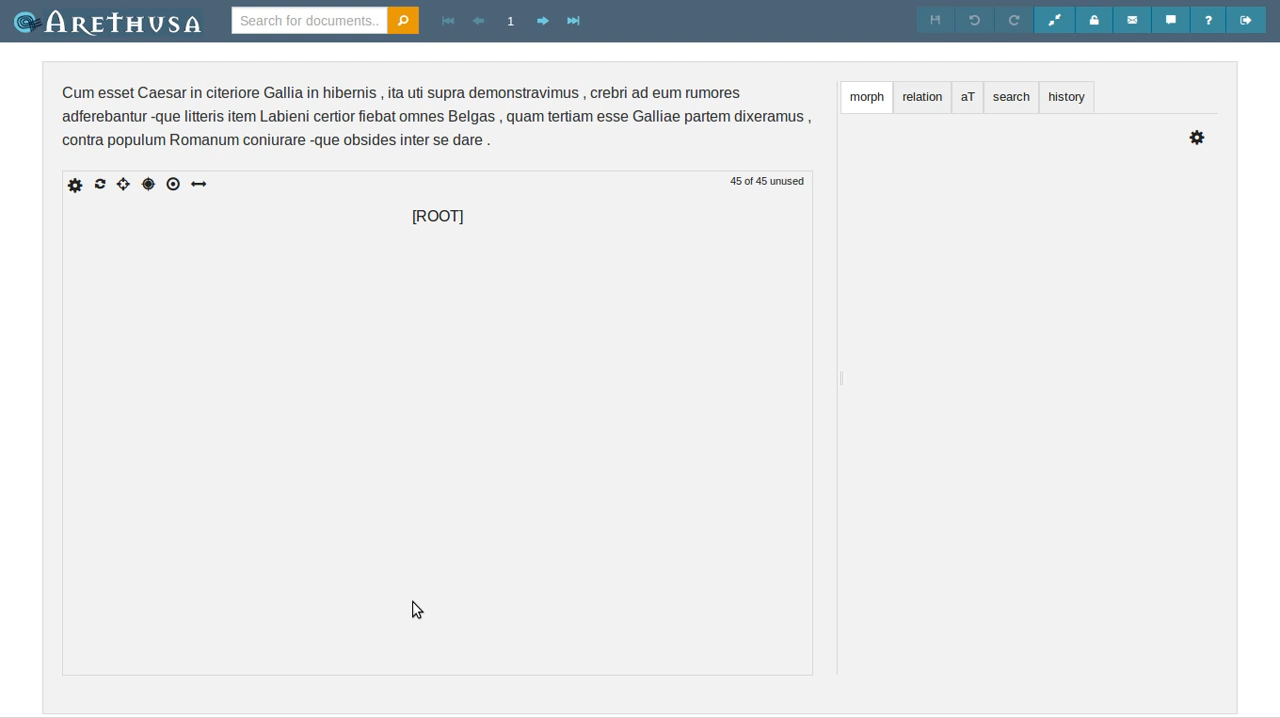 ARETHUSA
Search for documents..
1
Cum esset Caesar in citeriore Gallia in hibernis , ita uti supra demonstravimus , crebri ad eum rumores
adferebantur -que litteris item Labieni certior fiebat omnes Belgas , quam tertiam esse Galliae partem dixeramus ,
contra populum Romanum coniurare -que obsides inter se dare .
45 of 45 unused
[ROOT]
morph relation aT search history